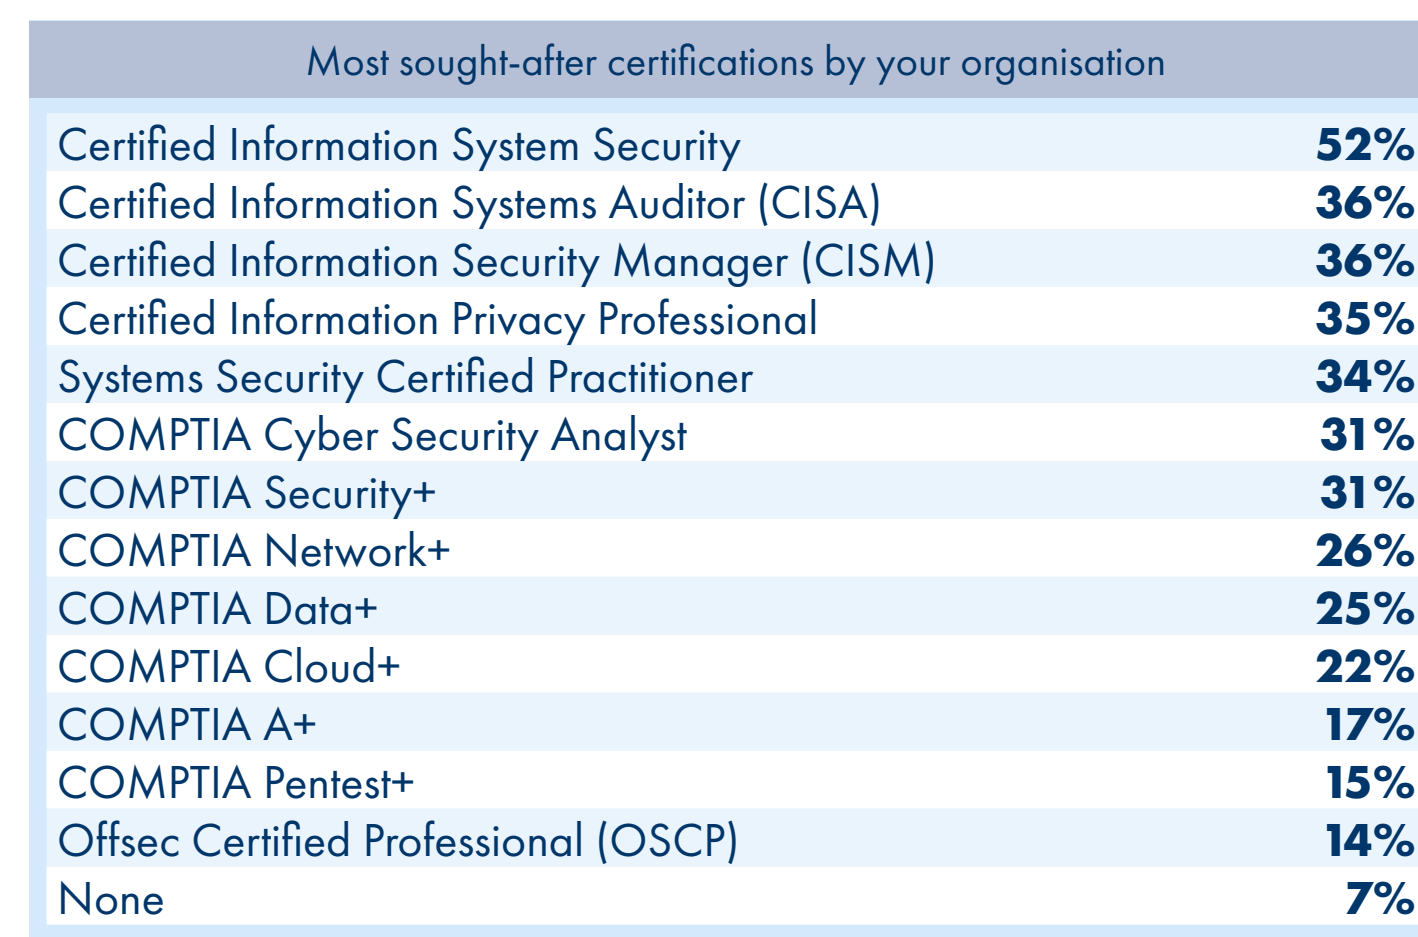 Most sought-after certifications by your organisation
Certified Information System Security 52%
Certified Information Systems Auditor (CISA) 36%
Certified Information Security Manager (CISM) 36%
Certified Information Privacy Professional 35%
Systems Security Certified Practitioner 34%
COMPTIA Cyber Security Analyst 31%
COMPTIA Security+ 31%
COMPTIA Network+ 26%
COMPTIA Data+ 25%
COMPTIA Cloud+ 22%
COMPTIA A+ 17%
COMPTIA Pentest+ 15%
Offsec Certified Professional (OSCP) 14%
None 7%